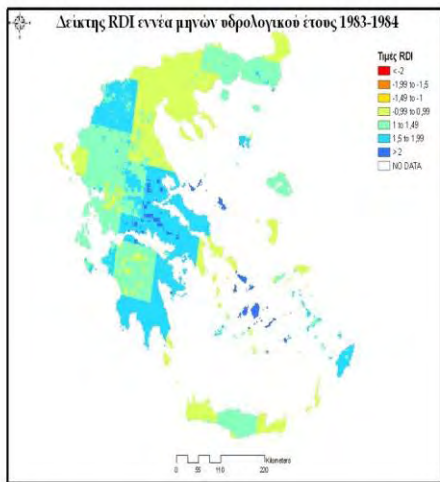 Δείκτης RDI εννέα μηνών υδρολογικού έτους 1983-1984
Τιμές RDI
< -2
-1,99 to -1,5
-1,49 to -1
-0,99 to 0,99
1 to 1,49
1,5 to 1,99
> 2
NO DATA
Kilometers
0 55 110 220